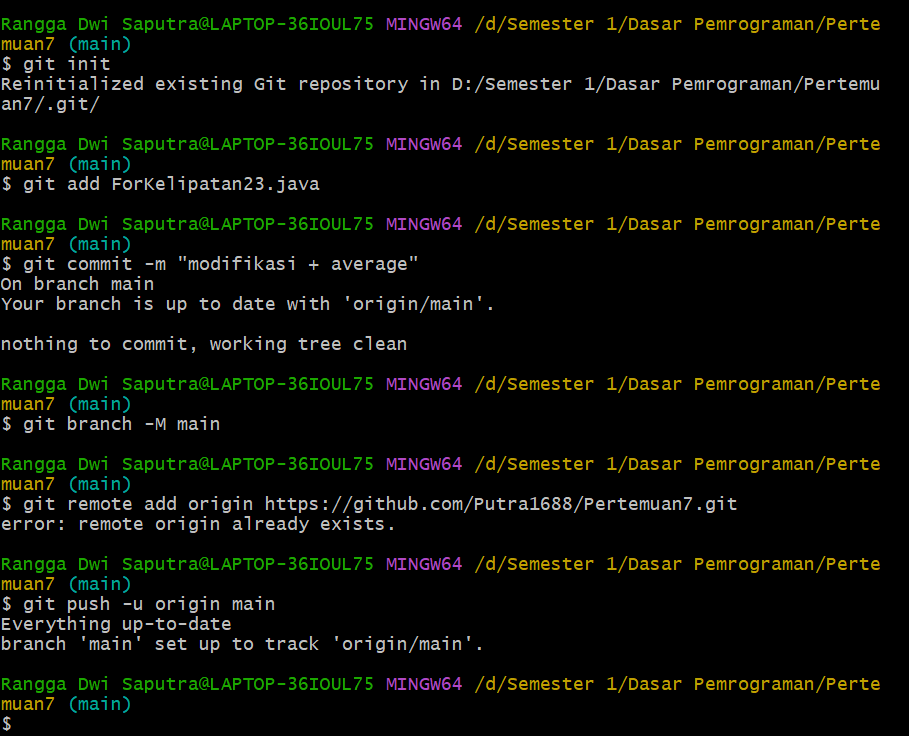 Rangga Dwi Saputra@LAPTOP-36IOUL75 MINGW64 /d/Semester 1/Dasar Pemrograman/Perte
muan7 (main)
$ git init
Reinitialized existing Git repository in D:/Semester 1/Dasar Pemrograman/Pertemu
an7/.git/

Rangga Dwi Saputra@LAPTOP-36IOUL75 MINGW64 /d/Semester 1/Dasar Pemrograman/Perte
muan7 (main)
$ git add ForKelipatan23.java

Rangga Dwi Saputra@LAPTOP-36IOUL75 MINGW64 /d/Semester 1/Dasar Pemrograman/Perte
muan7 (main)
$ git commit -m "modifikasi + average"
On branch main
Your branch is up to date with 'origin/main'.

nothing to commit, working tree clean

Rangga Dwi Saputra@LAPTOP-36IOUL75 MINGW64 /d/Semester 1/Dasar Pemrograman/Perte
muan7 (main)
$ git branch -M main

Rangga Dwi Saputra@LAPTOP-36IOUL75 MINGW64 /d/Semester 1/Dasar Pemrograman/Perte
muan7 (main)
$ git remote add origin https://github.com/Putra1688/Pertemuan7.git
error: remote origin already exists.

Rangga Dwi Saputra@LAPTOP-36IOUL75 MINGW64 /d/Semester 1/Dasar Pemrograman/Perte
muan7 (main)
$ git push -u origin main
Everything up-to-date
branch 'main' set up to track 'origin/main'.

Rangga Dwi Saputra@LAPTOP-36IOUL75 MINGW64 /d/Semester 1/Dasar Pemrograman/Perte
muan7 (main)
$